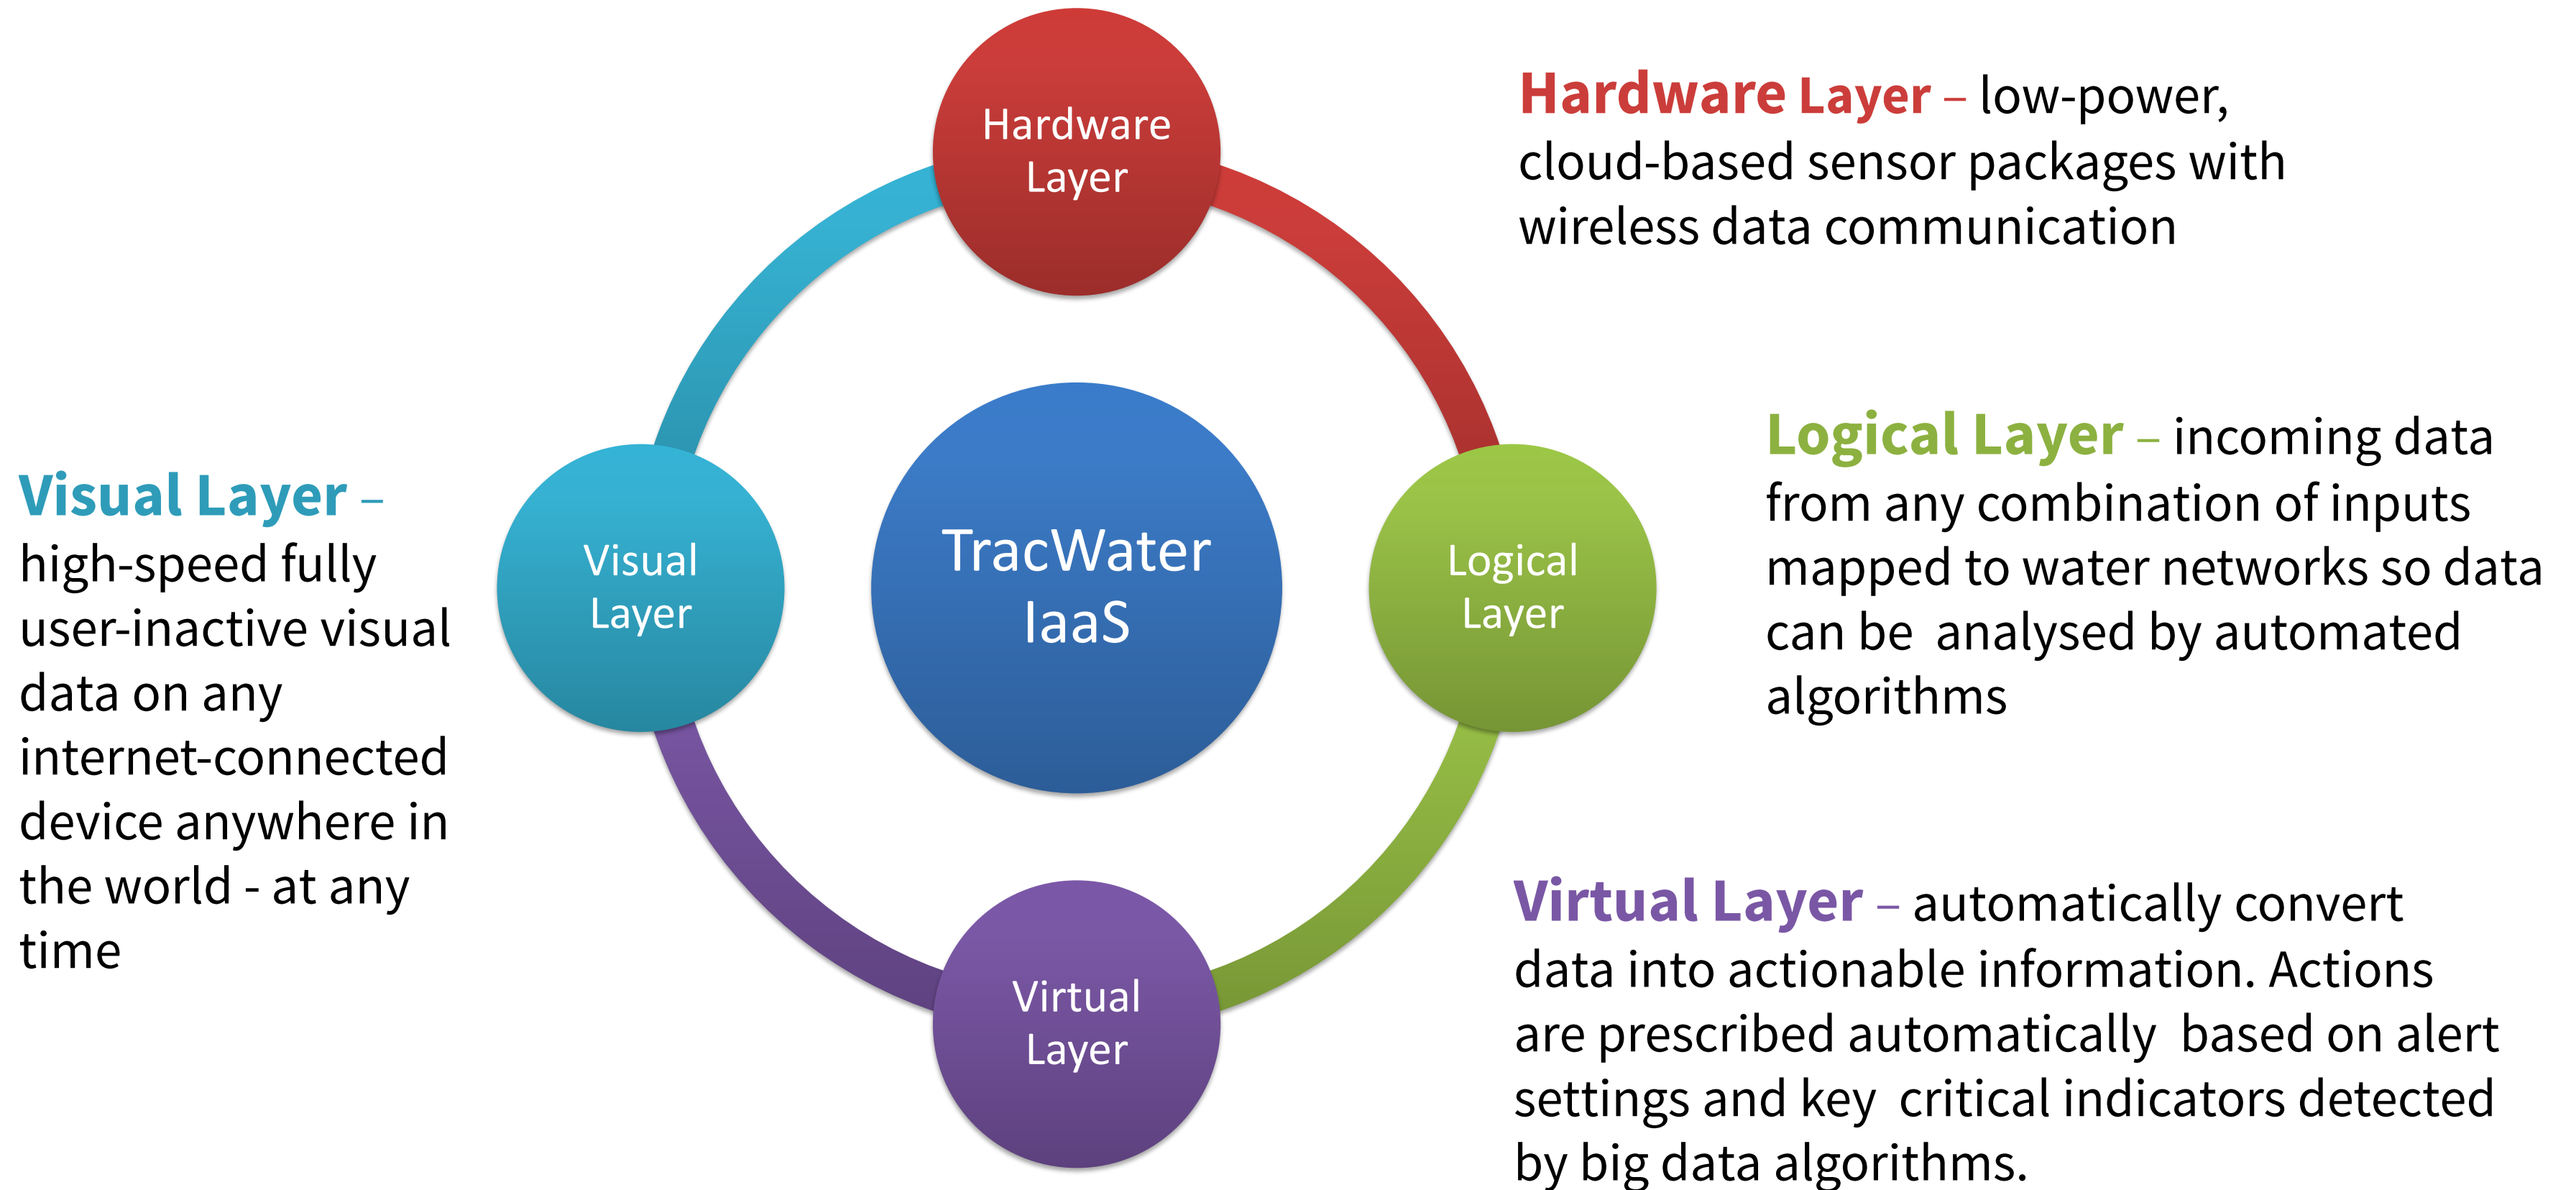 Hardware
Layer
Hardware Layer – low-power,
cloud-based sensor packages with
wireless data communication
Visual Layer –
high-speed fully
user-inactive visual
data on any
internet-connected
device anywhere in
the world - at any
time
Visual
Layer
TracWater
IaaS
Logical
Layer
Logical Layer – incoming data
from any combination of inputs
mapped to water networks so data
can be  analysed by automated
algorithms
Virtual
Layer
Virtual Layer – automatically convert
data into actionable information. Actions
are prescribed automatically  based on alert
settings and key  critical indicators detected
by big data algorithms.